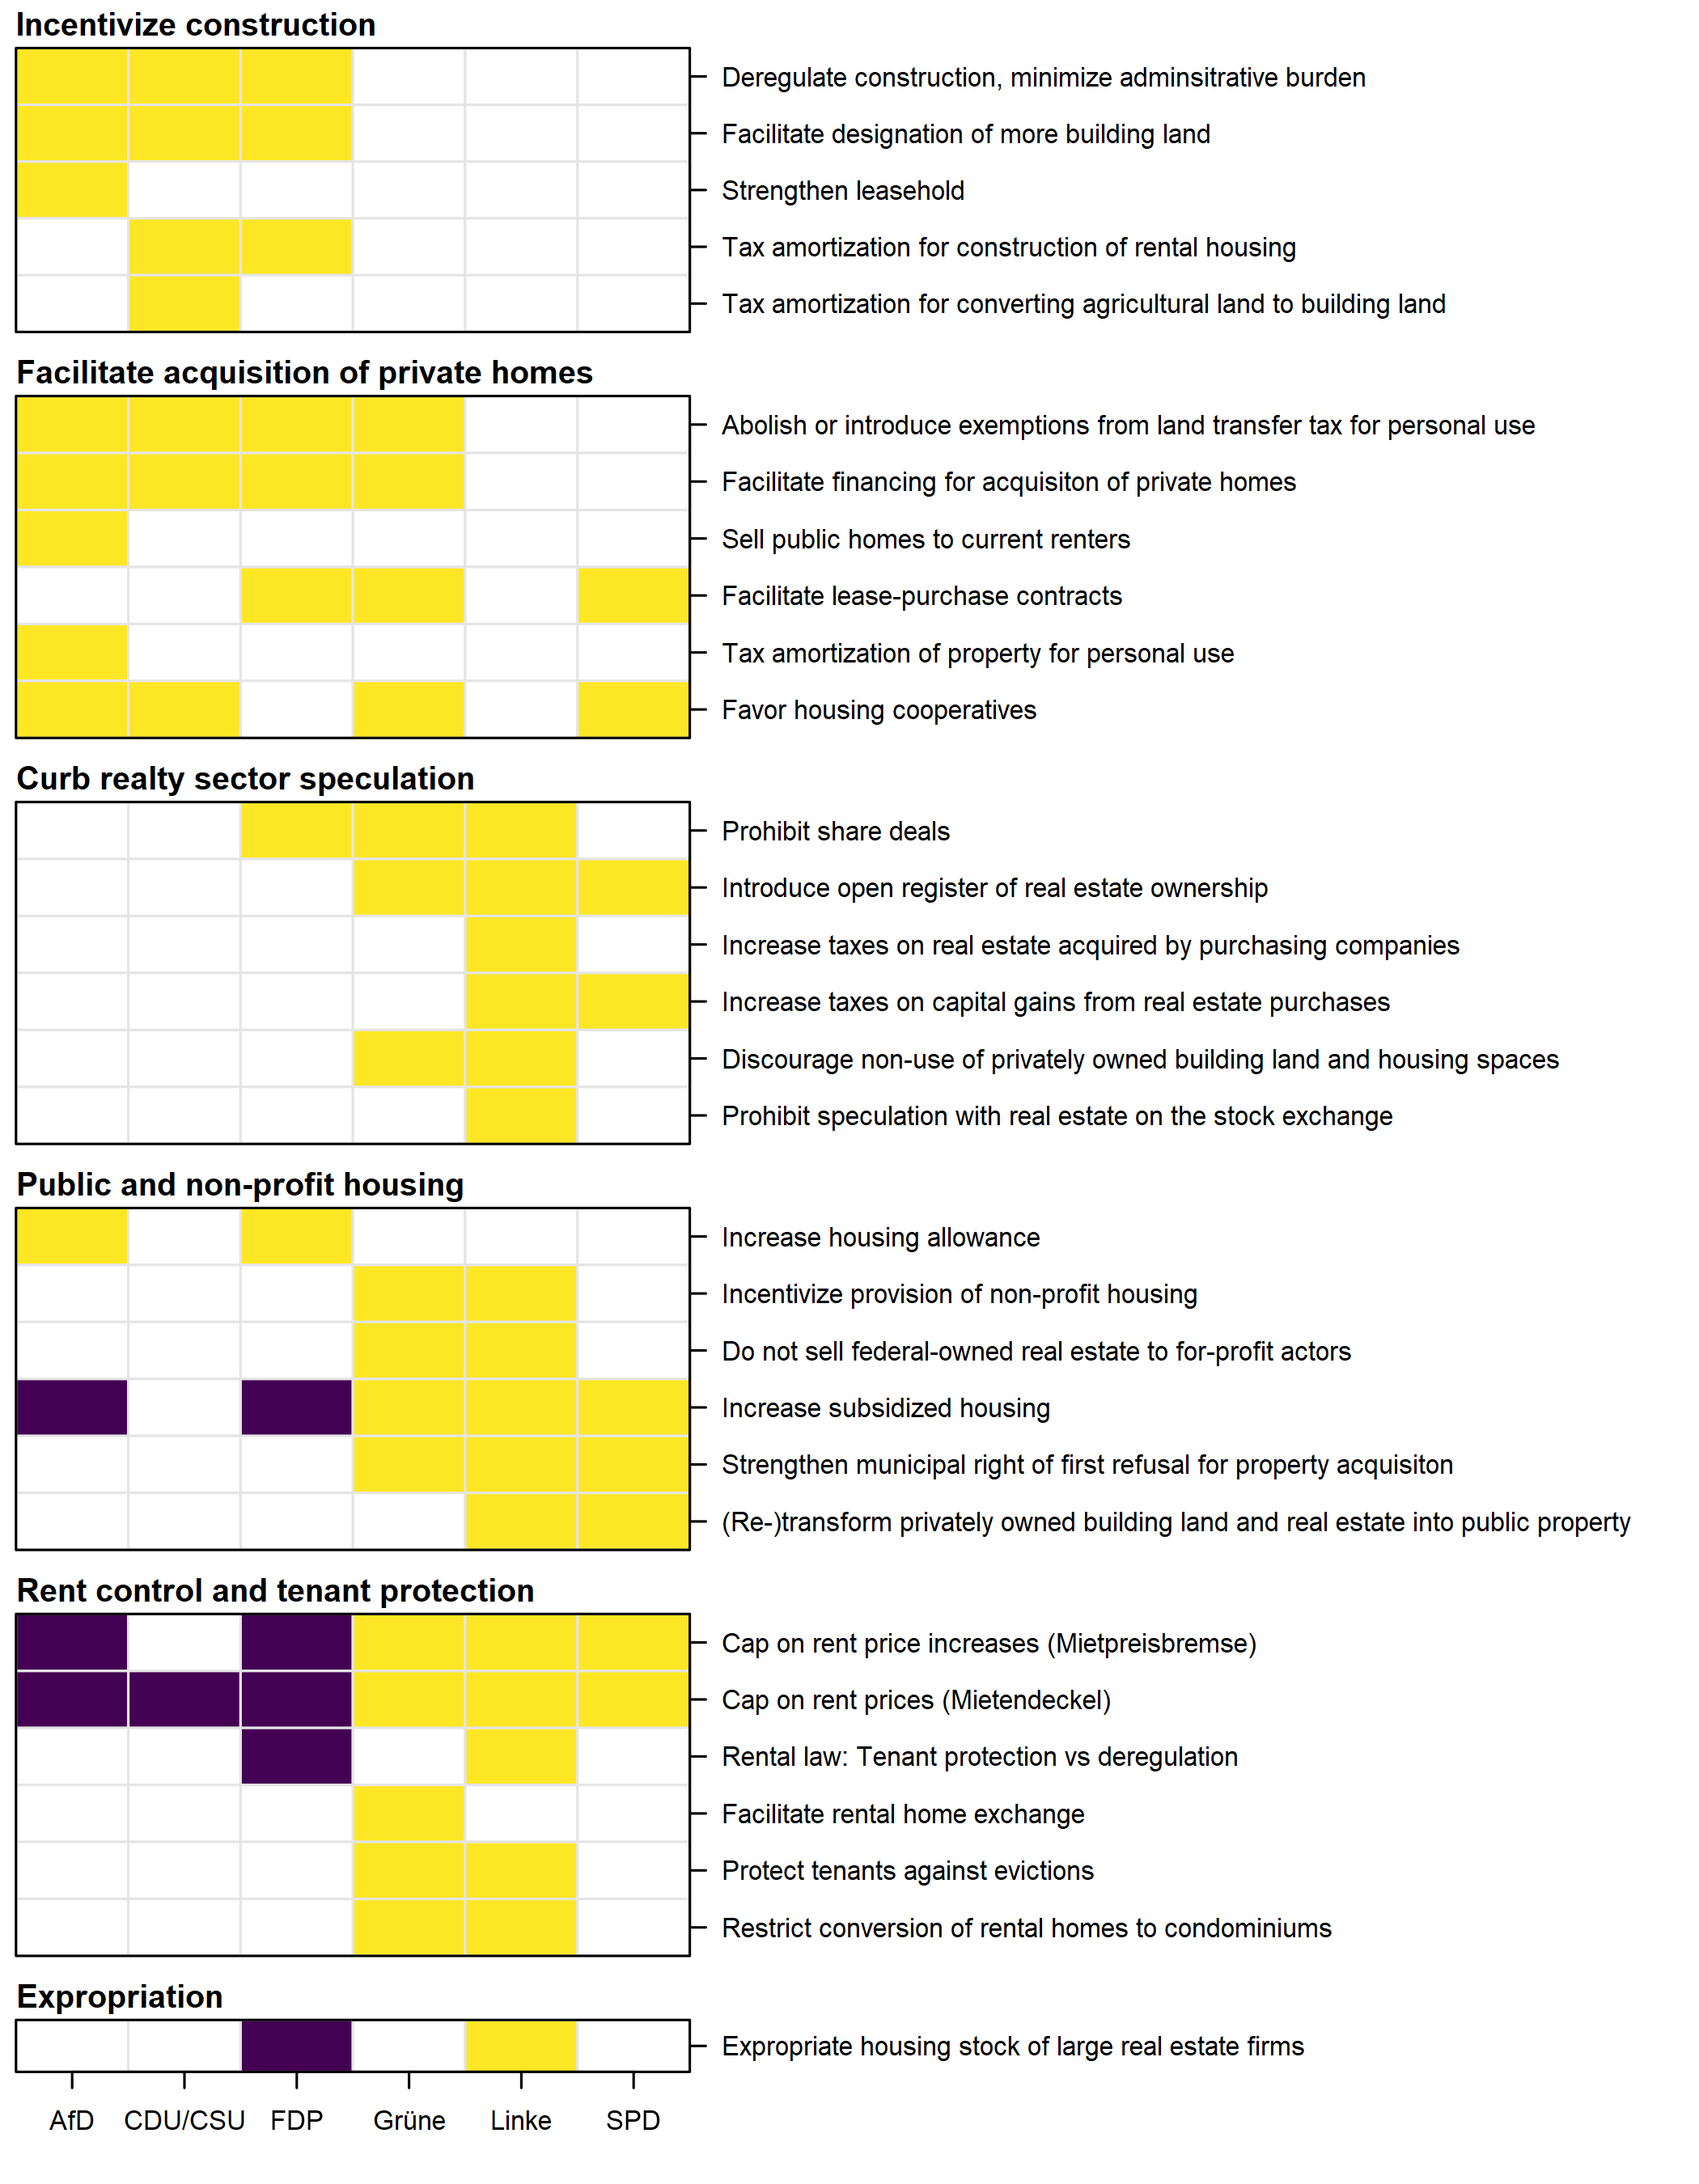 Incentivize construction
Deregulate construction, minimize adminsitrative burden
Facilitate designation of more building land
Strengthen leasehold
Tax amortization for construction of rental housing
Tax amortization for converting agricultural land to building land
Facilitate acquisition of private homes
Abolish or introduce exemptions from land transfer tax for personal use
Facilitate financing for acquisiton of private homes
Sell public homes to current renters
Facilitate lease-purchase contracts
Tax amortization of property for personal use
Favor housing cooperatives
Curb realty sector speculation
Prohibit share deals
Introduce open register of real estate ownership
Increase taxes on real estate acquired by purchasing companies
Increase taxes on capital gains from real estate purchases
Discourage non-use of privately owned building land and housing spaces
Prohibit speculation with real estate on the stock exchange
Public and non-profit housing
Increase housing allowance
Incentivize provision of non-profit housing
Do not sell federal-owned real estate to for-profit actors
Increase subsidized housing
Strengthen municipal right of first refusal for property acquisiton
(Re-)transform privately owned building land and real estate into public property
Rent control and tenant protection
Cap on rent price increases (Mietpreisbremse)
Cap on rent prices (Mietendeckel)
Rental law: Tenant protection vs deregulation
Facilitate rental home exchange
Protect tenants against evictions
Restrict conversion of rental homes to condominiums
Expropriation
Expropriate housing stock of large real estate firms
AfD CDU/CSU FDP Grüne Linke SPD